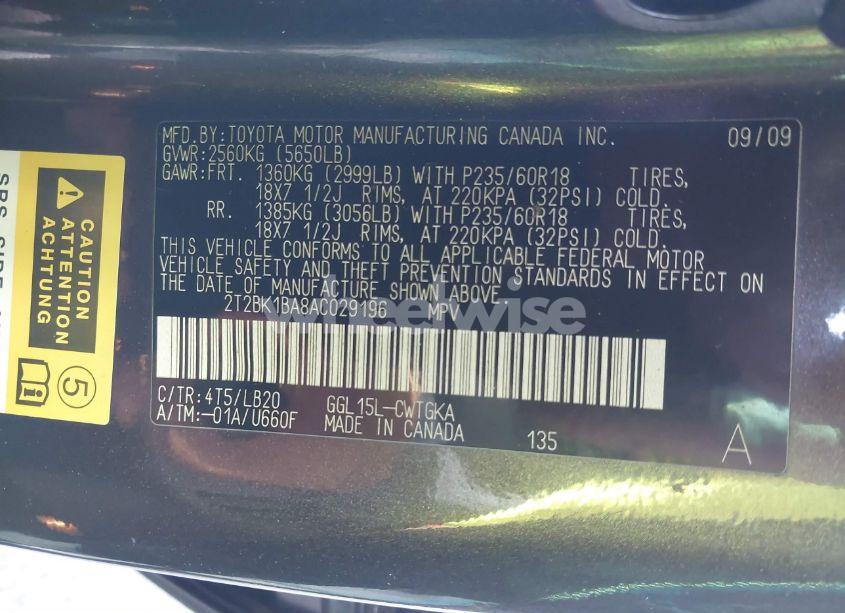 MFD.BY:TOYOTA MOTOR MANUFACTURING CANADA INC. 09/09
GVWR:2560KG (5650LB)
GAWR:FRT. 1360KG (2999LB) WITH P235/60R18 TIRES,
18X7 1/2J RIMS, AT 220KPA (32PSI) COLD.
RR. 1385KG (3056LB) WITH P235/60R18 TIRES,
18X7 1/2J RIMS, AT 220KPA (32PSI) COLD.
THIS VEHICLE CONFORMS TO ALL APPLICABLE FEDERAL MOTOR
VEHICLE SAFETY AND THEFT PREVENTION STANDARDS IN EFFECT ON
THE DATE OF MANUFACTURE SHOWN ABOVE.
2T2BK1BA8AC029196 MPV
C/TR:4T5/LB20 GGL15L-CWTGKA
A/TM:-01A/U660F MADE IN CANADA 135 A
CAUTION
ATTENTION
ACHTUNG
5
SRS SIDE
wheelwise